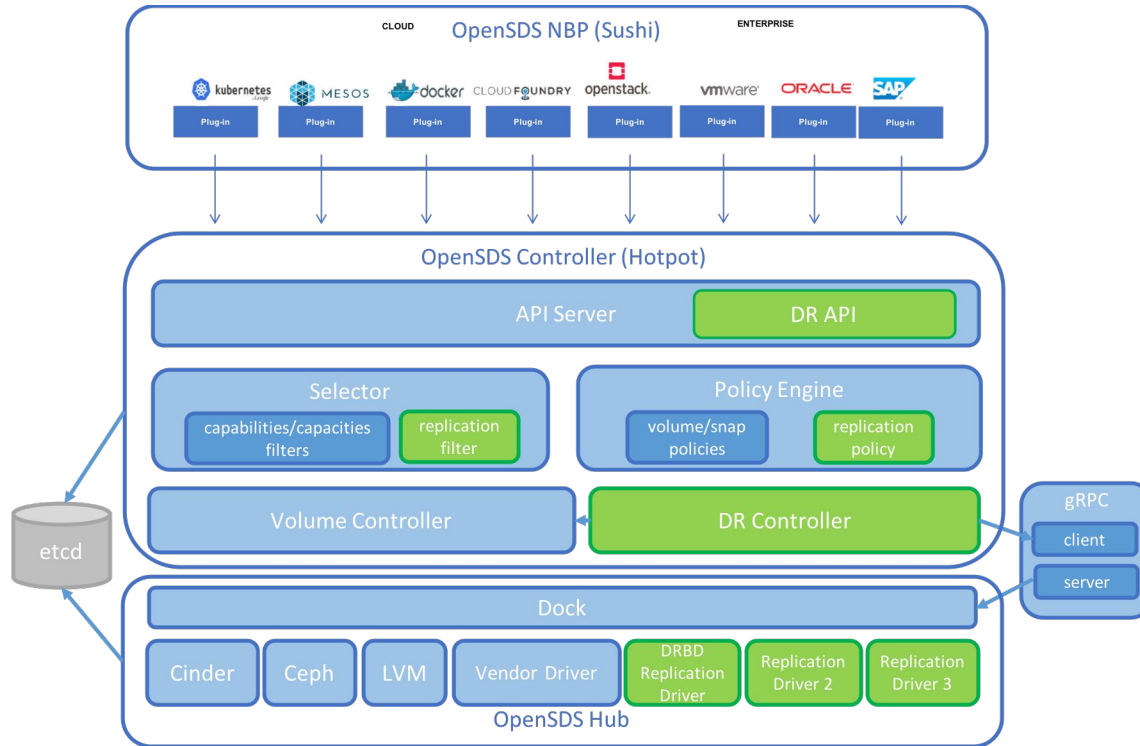 CLOUD
ENTERPRISE
OpenSDS NBP (Sushi)
kubernetes
MESOS
docker
CLOUDFOUNDRY
openstack.
vmware
ORACLE
SAP
Plug-in
Plug-in
Plug-in
Plug-in
Plug-in
Plug-in
Plug-in
Plug-in
OpenSDS Controller (Hotpot)
API Server
DR API
Selector
capabilities/capacities
filters
replication
filter
Policy Engine
volume/snap
policies
replication
policy
Volume Controller
DR Controller
etcd
gRPC
client
server
Dock
Cinder
Ceph
LVM
Vendor Driver
DRBD
Replication
Driver
Replication
Driver 2
Replication
Driver 3
OpenSDS Hub